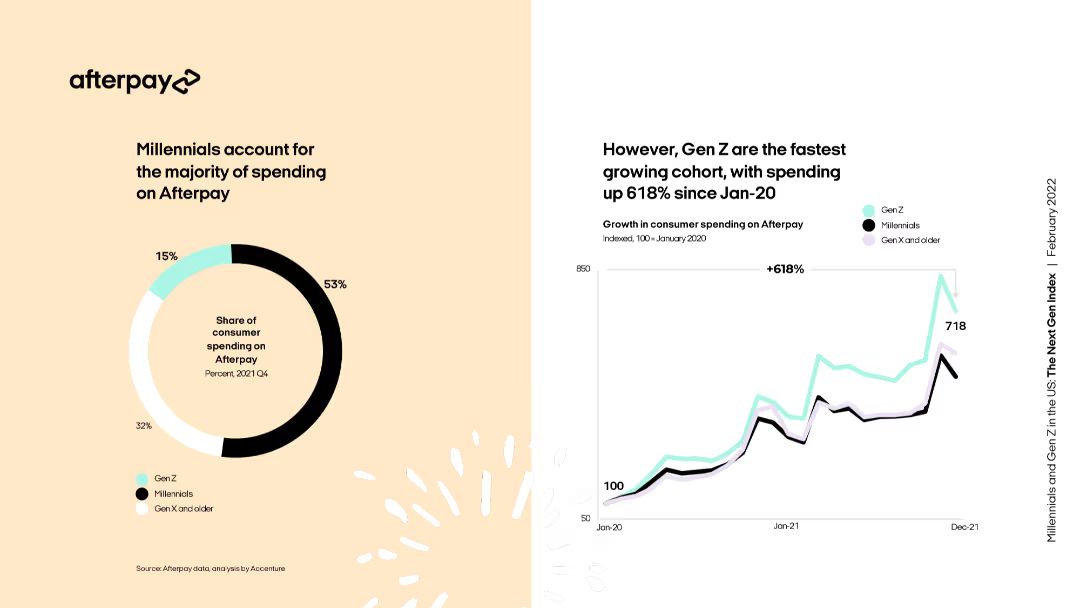 afterpay
Millennials account for
the majority of spending
on Afterpay
15%
53%
Share of
consumer
spending on
Afterpay
Percent, 2021 Q4
32%
Gen Z
Millennials
Gen X and older
Source: Afterpay data, analysis by Accenture
However, Gen Z are the fastest
growing cohort, with spending
up 618% since Jan-20
Growth in consumer spending on Afterpay
Indexed, 100 = January 2020
Gen Z
Millennials
Gen X and older
850
+618%
718
100
50
Jan-20
Jan-21
Dec-21
Millennials and Gen Z in the US: The Next Gen Index | February 2022